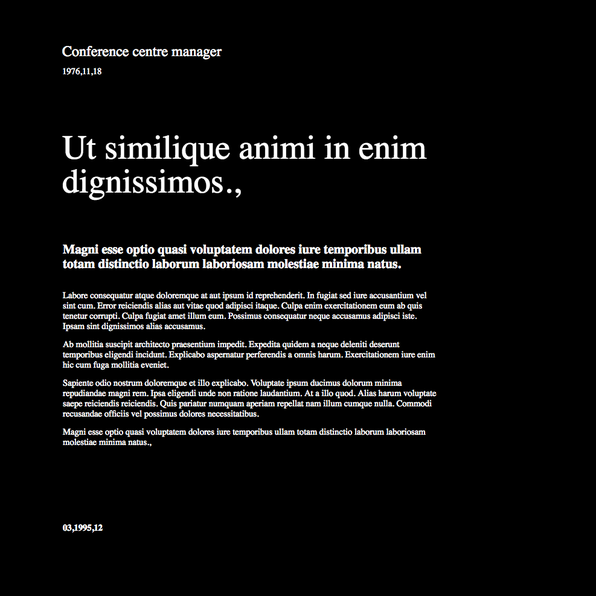 Conference centre manager
1976,11,18
Ut similique animi in enim
dignissimos.,
Magni esse optio quasi voluptatem dolores iure temporibus ullam
totam distinctio laborum laboriosam molestiae minima natus.
Labore consequatur atque doloremque at aut ipsum id reprehenderit. In fugiat sed iure accusantium vel
sint cum. Error reiciendis alias aut vitae quod adipisci itaque. Culpa enim exercitationem eum ab quis
tenetur corrupti. Culpa fugiat amet illum eum. Possimus consequatur neque accusamus adipisci iste.
Ipsam sint dignissimos alias accusamus.
Ab mollitia suscipit architecto praesentium impedit. Expedita quidem a neque deleniti deserunt
temporibus eligendi incidunt. Explicabo aspernatur perferendis a omnis harum. Exercitationem iure enim
hic cum fuga mollitia eveniet.
Sapiente odio nostrum doloremque et illo explicabo. Voluptate ipsum ducimus dolorum minima
repudiandae magni rem. Ipsa eligendi unde non ratione laudantium. At a illo quod. Alias harum voluptate
saepe reiciendis reiciendis. Quis pariatur numquam aperiam repellat nam illum cumque nulla. Commodi
recusandae officiis vel possimus dolores necessitatibus.
Magni esse optio quasi voluptatem dolores iure temporibus ullam totam distinctio laborum laboriosam
molestiae minima natus.,
03,1995,12